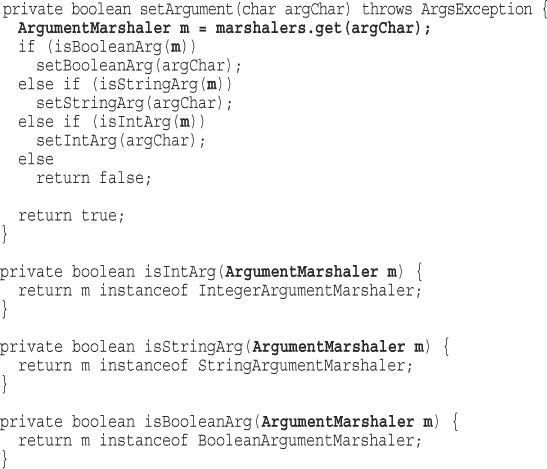 private boolean setArgument(char argChar) throws ArgsException {
  ArgumentMarshaler m = marshalers.get(argChar);
  if (isBooleanArg(m))
    setBooleanArg(argChar);
  else if (isStringArg(m))
    setStringArg(argChar);
  else if (isIntArg(m))
    setIntArg(argChar);
  else
    return false;

  return true;
}

private boolean isIntArg(ArgumentMarshaler m) {
  return m instanceof IntegerArgumentMarshaler;
}

private boolean isStringArg(ArgumentMarshaler m) {
  return m instanceof StringArgumentMarshaler;
}

private boolean isBooleanArg(ArgumentMarshaler m) {
  return m instanceof BooleanArgumentMarshaler;
}